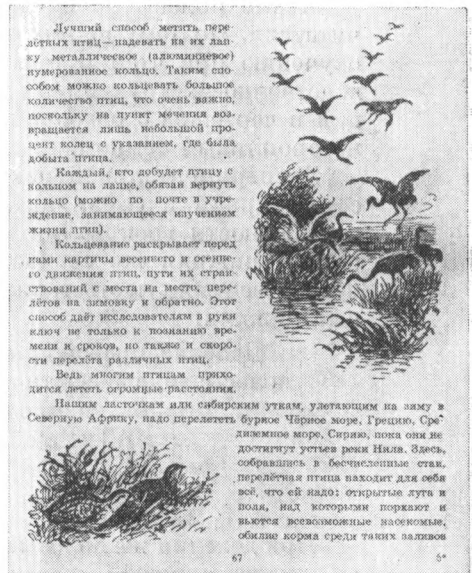 Лучший способ метить пере-
лётных птиц — надевать на их лап-
ку металлическое (алюминиевое)
нумерованное кольцо. Таким спо-
собом можно кольцевать большое
количество птиц, что очень важно,
поскольку на пункт мечения воз-
вращается лишь небольшой про-
цент колец с указанием, где была
добыта птица.
Каждый, кто добудет птицу с
кольцом на лапке, обязан вернуть
кольцо (можно по почте в учре-
ждение, занимающееся изучением
жизни птиц).
Кольцевание раскрывает перед
нами картины весеннего и осенне-
го движения птиц, пути их стран-
ствований с места на место, пере-
лётов на зимовку и обратно. Этот
способ даёт исследователям в руки
ключ не только к познанию вре-
мени и сроков, но также и скоро-
сти перелёта различных птиц.
Ведь многим птицам прихо-
дится лететь огромные расстояния.
Нашим ласточкам или сибирским уткам, улетающим на зиму в
Северную Африку, надо перелететь бурное Чёрное море, Грецию, Сре-
диземное море, Сирию, пока они не
достигнут устьев реки Нила. Здесь,
собравшись в бесчисленные стаи,
перелётная птица находит для себя
всё, что ей надо: открытые луга и
поля, над которыми порхают и
вьются всевозможные насекомые,
обилие корма среди таких заливов
67 5*